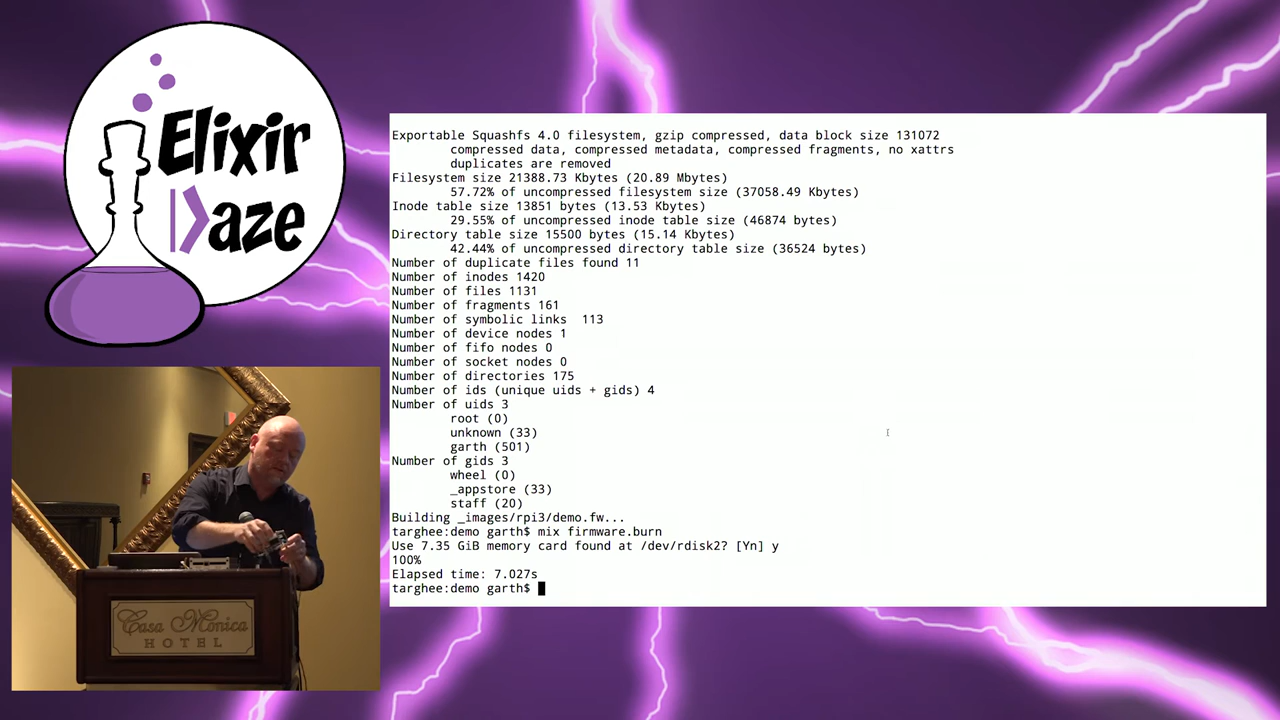 Elixir
Daze
Exportable Squashfs 4.0 filesystem, gzip compressed, data block size 131072
compressed data, compressed metadata, compressed fragments, no xattrs
duplicates are removed
Filesystem size 21388.73 Kbytes (20.89 Mbytes)
57.72% of uncompressed filesystem size (37058.49 Kbytes)
Inode table size 13851 bytes (13.53 Kbytes)
29.55% of uncompressed inode table size (46874 bytes)
Directory table size 15500 bytes (15.14 Kbytes)
42.44% of uncompressed directory table size (36524 bytes)
Number of duplicate files found 11
Number of inodes 1420
Number of files 1131
Number of fragments 161
Number of symbolic links  113
Number of device nodes 1
Number of fifo nodes 0
Number of socket nodes 0
Number of directories 175
Number of ids (unique uids + gids) 4
Number of uids 3
root (0)
unknown (33)
garth (501)
Number of gids 3
wheel (0)
_appstore (33)
staff (20)
Building _images/rpi3/demo.fw...
targhee:demo garth$ mix firmware.burn
Use 7.35 GiB memory card found at /dev/rdisk2? [Yn] y
100%
Elapsed time: 7.027s
targhee:demo garth$
Casa Monica
HOTEL